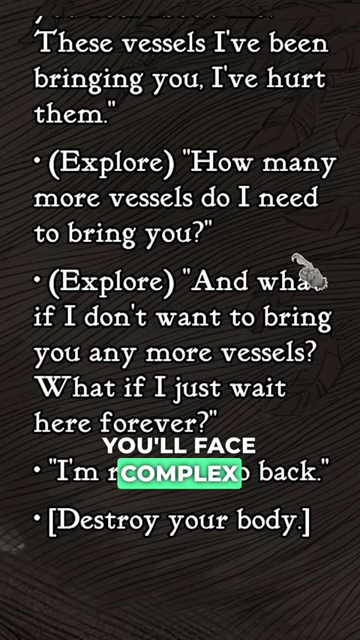 These vessels I've been
bringing you, I've hurt
them."
• (Explore) "How many
more vessels do I need
to bring you?"
• (Explore) "And wha
if I don't want to bring
you any more vessels?
What if I just wait
here forever?"
YOU'LL FACE
COMPLEX
• "I'm back."
• [Destroy your body.]